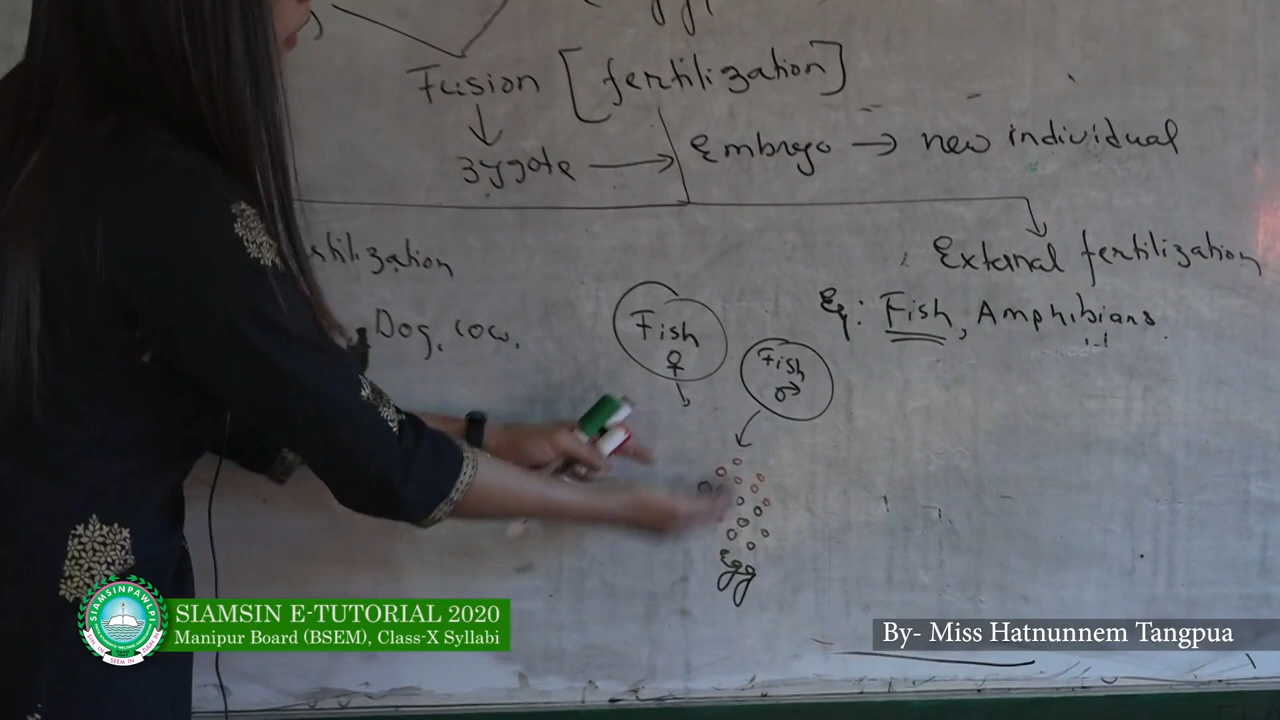 Fusion [fertilization]
zygote → Embryo → new individual
External fertilization
Eg: Fish, Amphibians.
Dog, cow.
Fish
♀
Fish
♂
Egg
SIAMSINPAWLPI
SIAMSIN E-TUTORIAL 2020
Manipur Board (BSEM), Class-X Syllabi
By- Miss Hatnunnem Tangpua